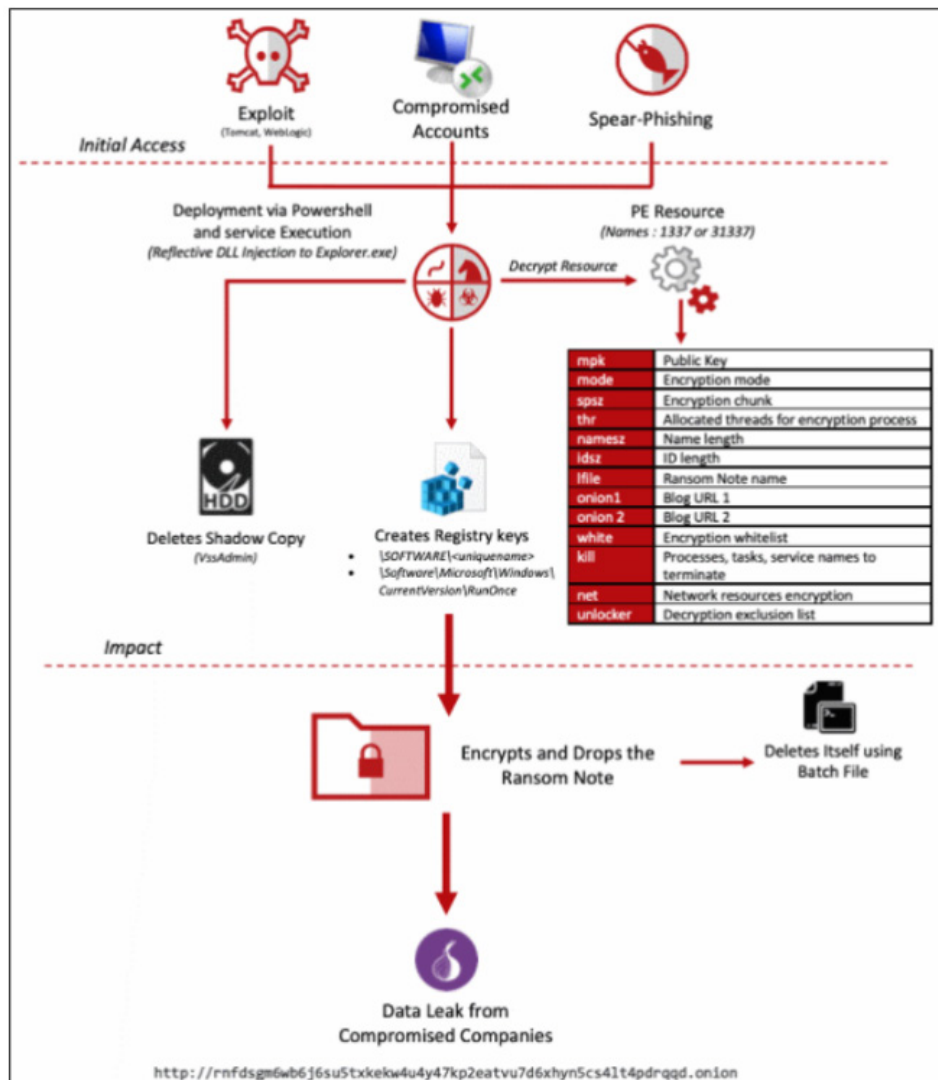 Exploit
(Tomcat, WebLogic)
Compromised
Accounts
Spear-Phishing
Initial Access
Deployment via Powershell
and service Execution
(Reflective DLL Injection to Explorer.exe)
PE Resource
(Names : 1337 or 31337)
Decrypt Resource
mpk Public Key
mode Encryption mode
spsz Encryption chunk
thr Allocated threads for encryption process
namesz Name length
idsz ID length
lfile Ransom Note name
onion1 Blog URL 1
onion 2 Blog URL 2
white Encryption whitelist
kill Processes, tasks, service names to
terminate
net Network resources encryption
unlocker Decryption exclusion list
HDD
Deletes Shadow Copy
(VssAdmin)
Creates Registry keys
• \SOFTWARE\<uniquename>
• \Software\Microsoft\Windows\
CurrentVersion\RunOnce
Impact
Encrypts and Drops the
Ransom Note
Deletes Itself using
Batch File
Data Leak from
Compromised Companies